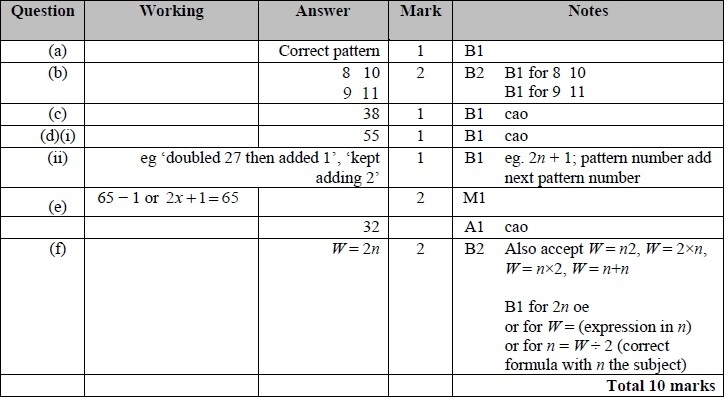 Question Working Answer Mark Notes
(a) Correct pattern 1 B1
(b) 8 10 2 B2 B1 for 8 10
9 11 B1 for 9 11
(c) 38 1 B1 cao
(d)(i) 55 1 B1 cao
(ii) eg ‘doubled 27 then added 1’, ‘kept 1 B1 eg. 2n + 1; pattern number add
adding 2’ next pattern number
(e) 65 − 1 or 2x + 1 = 65 2 M1
32 A1 cao
(f) W = 2n 2 B2 Also accept W = n2, W = 2×n,
W = n×2, W = n+n
B1 for 2n oe
or for W = (expression in n)
or for n = W ÷ 2 (correct
formula with n the subject)
Total 10 marks